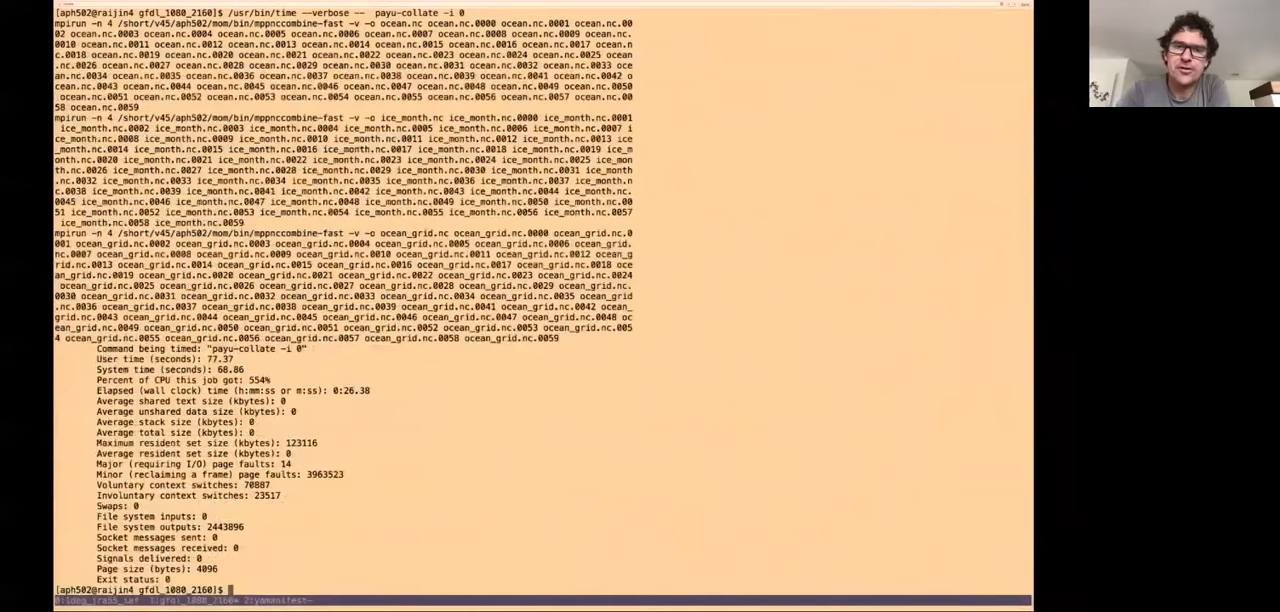 [aph502@raijin4 gfdl_1080_2160]$ /usr/bin/time --verbose --  payu-collate -i 0
mpirun -n 4 /short/v45/aph502/mom/bin/mppnccombine-fast -v -o ocean.nc ocean.nc.0000 ocean.nc.0001 ocean.nc.00
02 ocean.nc.0003 ocean.nc.0004 ocean.nc.0005 ocean.nc.0006 ocean.nc.0007 ocean.nc.0008 ocean.nc.0009 ocean.nc.
0010 ocean.nc.0011 ocean.nc.0012 ocean.nc.0013 ocean.nc.0014 ocean.nc.0015 ocean.nc.0016 ocean.nc.0017 ocean.n
c.0018 ocean.nc.0019 ocean.nc.0020 ocean.nc.0021 ocean.nc.0022 ocean.nc.0023 ocean.nc.0024 ocean.nc.0025 ocean
.nc.0026 ocean.nc.0027 ocean.nc.0028 ocean.nc.0029 ocean.nc.0030 ocean.nc.0031 ocean.nc.0032 ocean.nc.0033 oce
an.nc.0034 ocean.nc.0035 ocean.nc.0036 ocean.nc.0037 ocean.nc.0038 ocean.nc.0039 ocean.nc.0041 ocean.nc.0042 o
cean.nc.0043 ocean.nc.0044 ocean.nc.0045 ocean.nc.0046 ocean.nc.0047 ocean.nc.0048 ocean.nc.0049 ocean.nc.0050
 ocean.nc.0051 ocean.nc.0052 ocean.nc.0053 ocean.nc.0054 ocean.nc.0055 ocean.nc.0056 ocean.nc.0057 ocean.nc.00
58 ocean.nc.0059
mpirun -n 4 /short/v45/aph502/mom/bin/mppnccombine-fast -v -o ice_month.nc ice_month.nc.0000 ice_month.nc.0001
 ice_month.nc.0002 ice_month.nc.0003 ice_month.nc.0004 ice_month.nc.0005 ice_month.nc.0006 ice_month.nc.0007 i
ce_month.nc.0008 ice_month.nc.0009 ice_month.nc.0010 ice_month.nc.0011 ice_month.nc.0012 ice_month.nc.0013 ice
_month.nc.0014 ice_month.nc.0015 ice_month.nc.0016 ice_month.nc.0017 ice_month.nc.0018 ice_month.nc.0019 ice_m
onth.nc.0020 ice_month.nc.0021 ice_month.nc.0022 ice_month.nc.0023 ice_month.nc.0024 ice_month.nc.0025 ice_mon
th.nc.0026 ice_month.nc.0027 ice_month.nc.0028 ice_month.nc.0029 ice_month.nc.0030 ice_month.nc.0031 ice_month
.nc.0032 ice_month.nc.0033 ice_month.nc.0034 ice_month.nc.0035 ice_month.nc.0036 ice_month.nc.0037 ice_month.n
c.0038 ice_month.nc.0039 ice_month.nc.0041 ice_month.nc.0042 ice_month.nc.0043 ice_month.nc.0044 ice_month.nc.
0045 ice_month.nc.0046 ice_month.nc.0047 ice_month.nc.0048 ice_month.nc.0049 ice_month.nc.0050 ice_month.nc.00
51 ice_month.nc.0052 ice_month.nc.0053 ice_month.nc.0054 ice_month.nc.0055 ice_month.nc.0056 ice_month.nc.0057
 ice_month.nc.0058 ice_month.nc.0059
mpirun -n 4 /short/v45/aph502/mom/bin/mppnccombine-fast -v -o ocean_grid.nc ocean_grid.nc.0000 ocean_grid.nc.0
001 ocean_grid.nc.0002 ocean_grid.nc.0003 ocean_grid.nc.0004 ocean_grid.nc.0005 ocean_grid.nc.0006 ocean_grid.
nc.0007 ocean_grid.nc.0008 ocean_grid.nc.0009 ocean_grid.nc.0010 ocean_grid.nc.0011 ocean_grid.nc.0012 ocean_g
rid.nc.0013 ocean_grid.nc.0014 ocean_grid.nc.0015 ocean_grid.nc.0016 ocean_grid.nc.0017 ocean_grid.nc.0018 oce
an_grid.nc.0019 ocean_grid.nc.0020 ocean_grid.nc.0021 ocean_grid.nc.0022 ocean_grid.nc.0023 ocean_grid.nc.0024
 ocean_grid.nc.0025 ocean_grid.nc.0026 ocean_grid.nc.0027 ocean_grid.nc.0028 ocean_grid.nc.0029 ocean_grid.nc.
0030 ocean_grid.nc.0031 ocean_grid.nc.0032 ocean_grid.nc.0033 ocean_grid.nc.0034 ocean_grid.nc.0035 ocean_grid
.nc.0036 ocean_grid.nc.0037 ocean_grid.nc.0038 ocean_grid.nc.0039 ocean_grid.nc.0041 ocean_grid.nc.0042 ocean_
grid.nc.0043 ocean_grid.nc.0044 ocean_grid.nc.0045 ocean_grid.nc.0046 ocean_grid.nc.0047 ocean_grid.nc.0048 oc
ean_grid.nc.0049 ocean_grid.nc.0050 ocean_grid.nc.0051 ocean_grid.nc.0052 ocean_grid.nc.0053 ocean_grid.nc.005
4 ocean_grid.nc.0055 ocean_grid.nc.0056 ocean_grid.nc.0057 ocean_grid.nc.0058 ocean_grid.nc.0059
Command being timed: "payu-collate -i 0"
User time (seconds): 77.37
System time (seconds): 68.86
Percent of CPU this job got: 554%
Elapsed (wall clock) time (h:mm:ss or m:ss): 0:26.38
Average shared text size (kbytes): 0
Average unshared data size (kbytes): 0
Average stack size (kbytes): 0
Average total size (kbytes): 0
Maximum resident set size (kbytes): 123116
Average resident set size (kbytes): 0
Major (requiring I/O) page faults: 14
Minor (reclaiming a frame) page faults: 3963523
Voluntary context switches: 70887
Involuntary context switches: 23517
Swaps: 0
File system inputs: 0
File system outputs: 2443896
Socket messages sent: 0
Socket messages received: 0
Signals delivered: 0
Page size (bytes): 4096
Exit status: 0
[aph502@raijin4 gfdl_1080_2160]$
1:gfdl_1080_2160* 2:yamanifest-